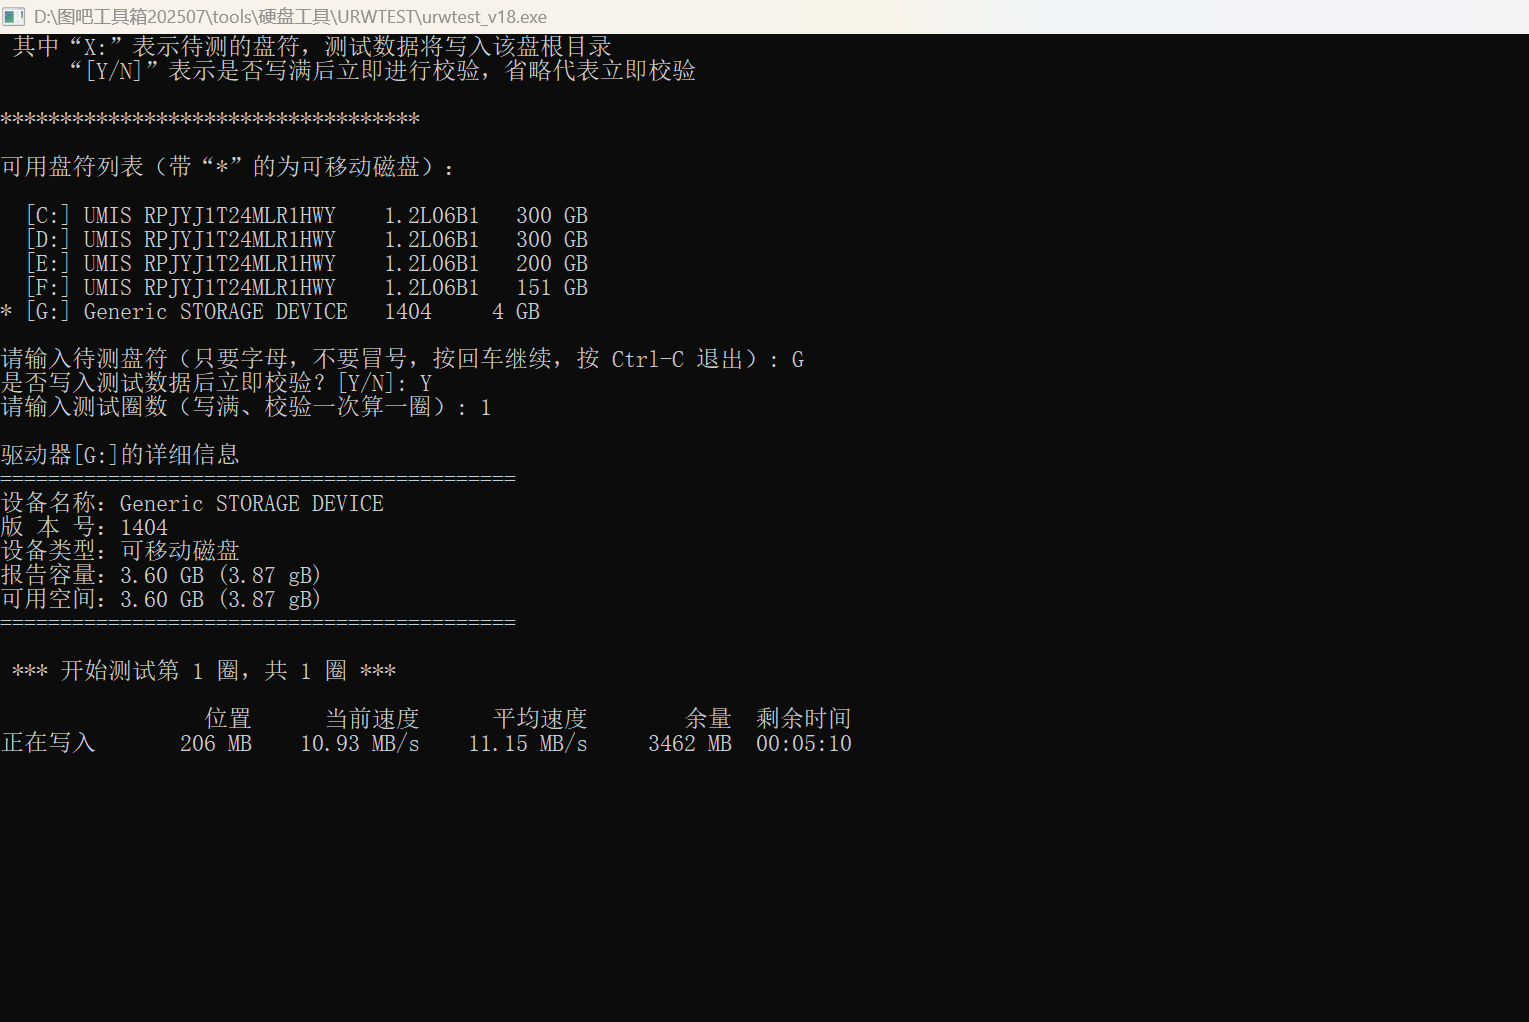 D:\图吧工具箱202507\tools\硬盘工具\URWTEST\urwtest_v18.exe
其中“X:”表示待测的盘符，测试数据将写入该盘根目录
“[Y/N]”表示是否写满后立即进行校验，省略代表立即校验
***********************************
可用盘符列表（带“*”的为可移动磁盘）：
[C:] UMIS RPJYJ1T24MLR1HWY 1.2L06B1 300 GB
[D:] UMIS RPJYJ1T24MLR1HWY 1.2L06B1 300 GB
[E:] UMIS RPJYJ1T24MLR1HWY 1.2L06B1 200 GB
[F:] UMIS RPJYJ1T24MLR1HWY 1.2L06B1 151 GB
* [G:] Generic STORAGE DEVICE 1404 4 GB
请输入待测盘符（只要字母，不要冒号，按回车继续，按 Ctrl-C 退出）: G
是否写入测试数据后立即校验？[Y/N]: Y
请输入测试圈数（写满、校验一次算一圈）: 1
驱动器[G:]的详细信息
===========================================
设备名称：Generic STORAGE DEVICE
版 本 号：1404
设备类型：可移动磁盘
报告容量：3.60 GB (3.87 gB)
可用空间：3.60 GB (3.87 gB)
===========================================
*** 开始测试第 1 圈，共 1 圈 ***
位置 当前速度 平均速度 余量 剩余时间
正在写入 206 MB 10.93 MB/s 11.15 MB/s 3462 MB 00:05:10